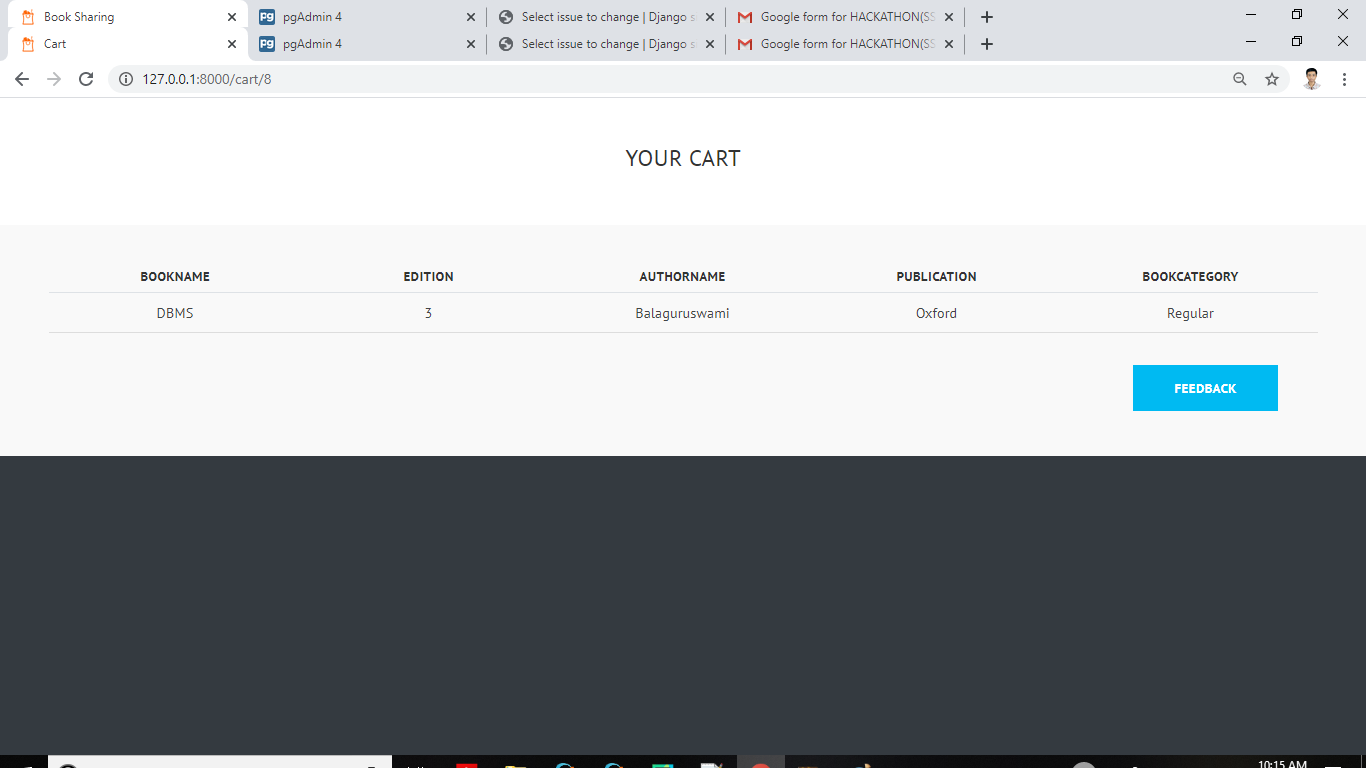 Book Sharing pgAdmin 4 Select issue to change | Django s Google form for HACKATHON(SS
Cart pgAdmin 4 Select issue to change | Django s Google form for HACKATHON(SS
127.0.0.1:8000/cart/8
YOUR CART
BOOKNAME EDITION AUTHORNAME PUBLICATION BOOKCATEGORY
DBMS 3 Balaguruswami Oxford Regular
FEEDBACK
10:15 AM